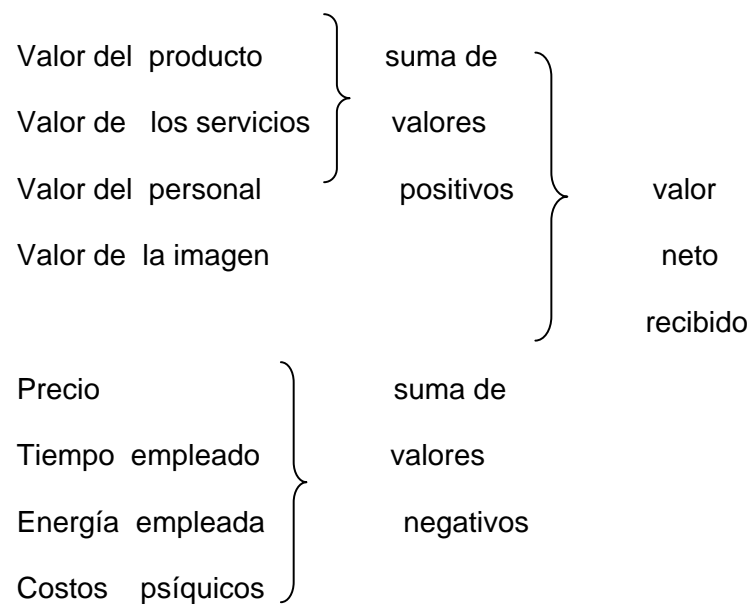 Valor del producto suma de
Valor de los servicios valores
Valor del personal positivos valor
Valor de la imagen neto
recibido
Precio suma de
Tiempo empleado valores
Energía empleada negativos
Costos psíquicos